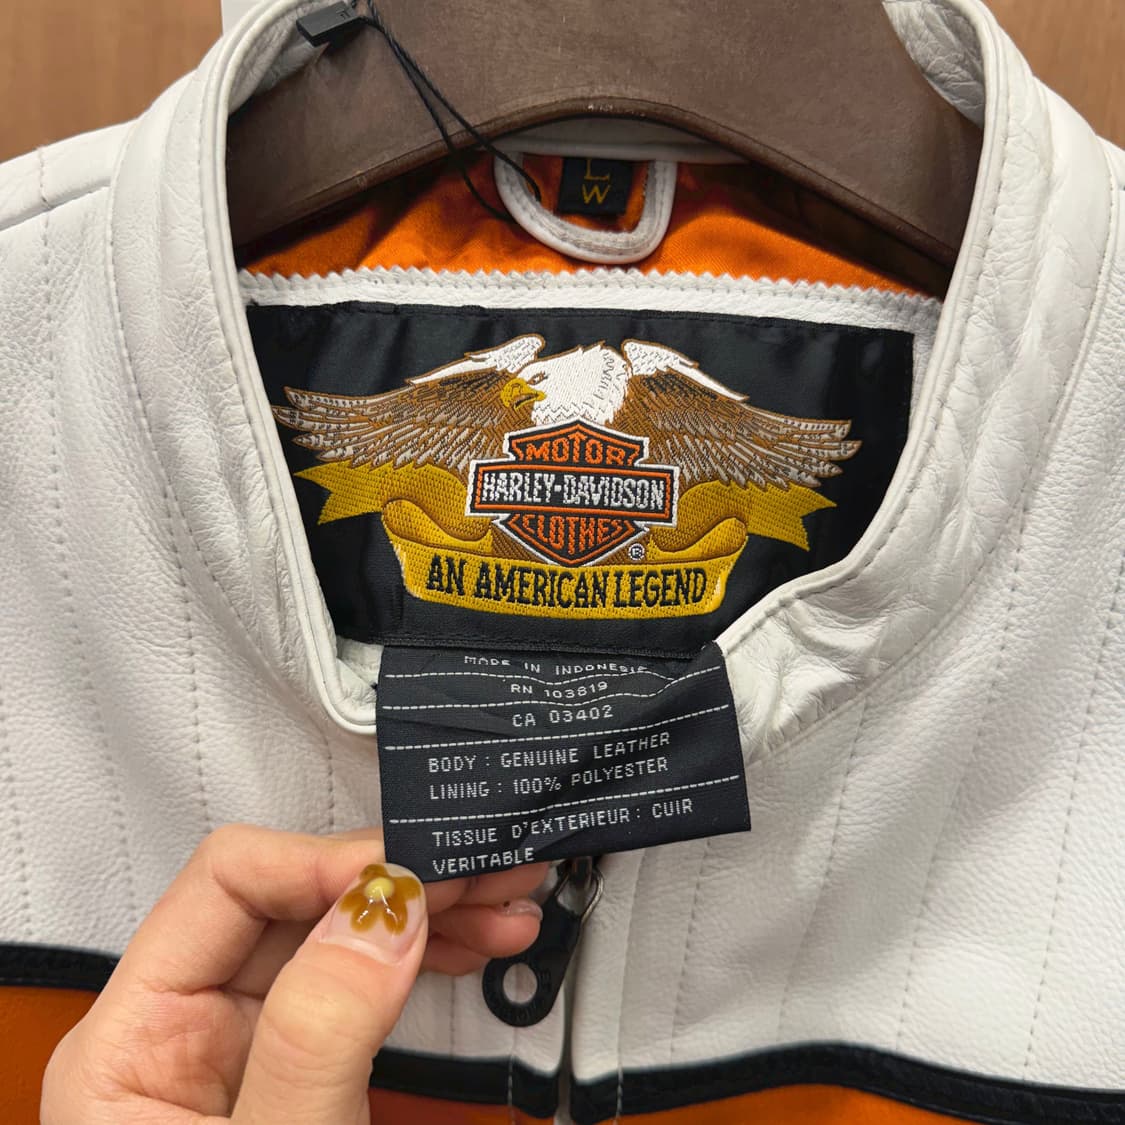 L
W
MOTOR
HARLEY-DAVIDSON
CLOTHES
®
AN AMERICAN LEGEND
MADE IN INDONESIA
RN 103819
CA 03402
BODY : GENUINE LEATHER
LINING : 100% POLYESTER
TISSUE D'EXTERIEUR : CUIR
VERITABLE